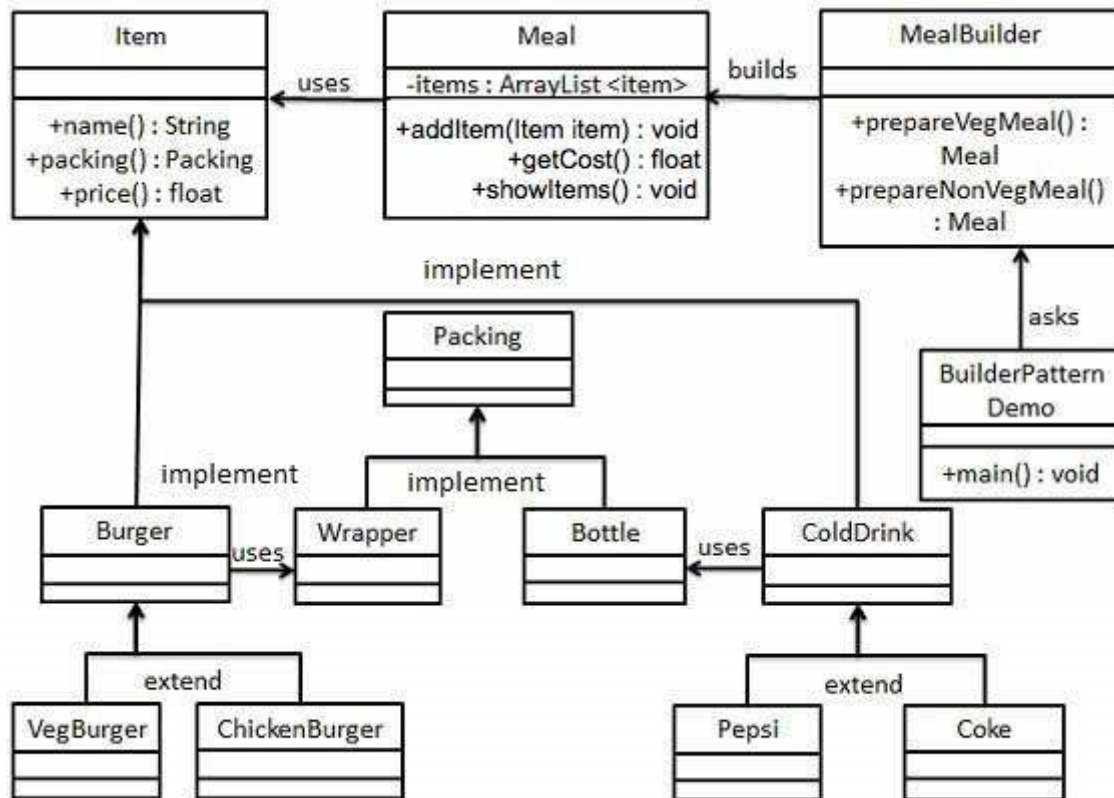 Item
+name() : String
+packing() : Packing
+price() : float
uses
Meal
-items : ArrayList <item>
+addItem(Item item) : void
+getCost() : float
+showItems() : void
builds
MealBuilder
+prepareVegMeal() :
Meal
+prepareNonVegMeal()
: Meal
implement
asks
Packing
BuilderPattern
Demo
+main() : void
implement
implement
Burger
uses
Wrapper
Bottle
uses
ColdDrink
extend
extend
VegBurger
ChickenBurger
Pepsi
Coke